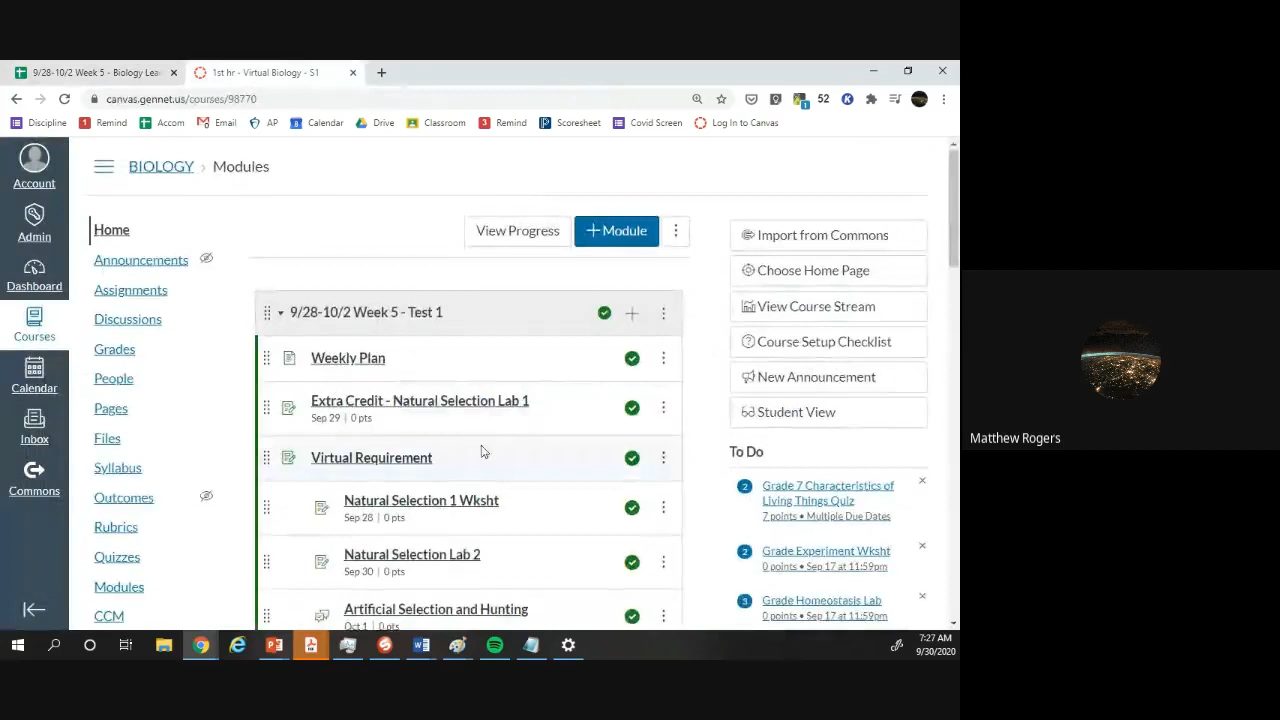 9/28-10/2 Week 5 - Biology Lea
1st hr - Virtual Biology - S1
canvas.gennet.us/courses/98770
52
1
Discipline
Remind
Accom
Email
AP
Calendar
Drive
Classroom
Remind
Scoresheet
Covid Screen
Log In to Canvas
Account
Admin
Dashboard
Courses
Calendar
Inbox
Commons
BIOLOGY › Modules
Home
Announcements
Assignments
Discussions
Grades
People
Pages
Files
Syllabus
Outcomes
Rubrics
Quizzes
Modules
CCM
View Progress
+ Module
9/28-10/2 Week 5 - Test 1
Weekly Plan
Extra Credit - Natural Selection Lab 1
Sep 29 | 0 pts
Virtual Requirement
Natural Selection 1 Wksht
Sep 28 | 0 pts
Natural Selection Lab 2
Sep 30 | 0 pts
Artificial Selection and Hunting
Oct 1 | 0 pts
Import from Commons
Choose Home Page
View Course Stream
Course Setup Checklist
New Announcement
Student View
To Do
2 Grade 7 Characteristics of
Living Things Quiz
7 points • Multiple Due Dates
2 Grade Experiment Wksht
0 points • Sep 17 at 11:59pm
3 Grade Homeostasis Lab
0 points • Sep 17 at 11:59pm
7:27 AM
9/30/2020
Matthew Rogers